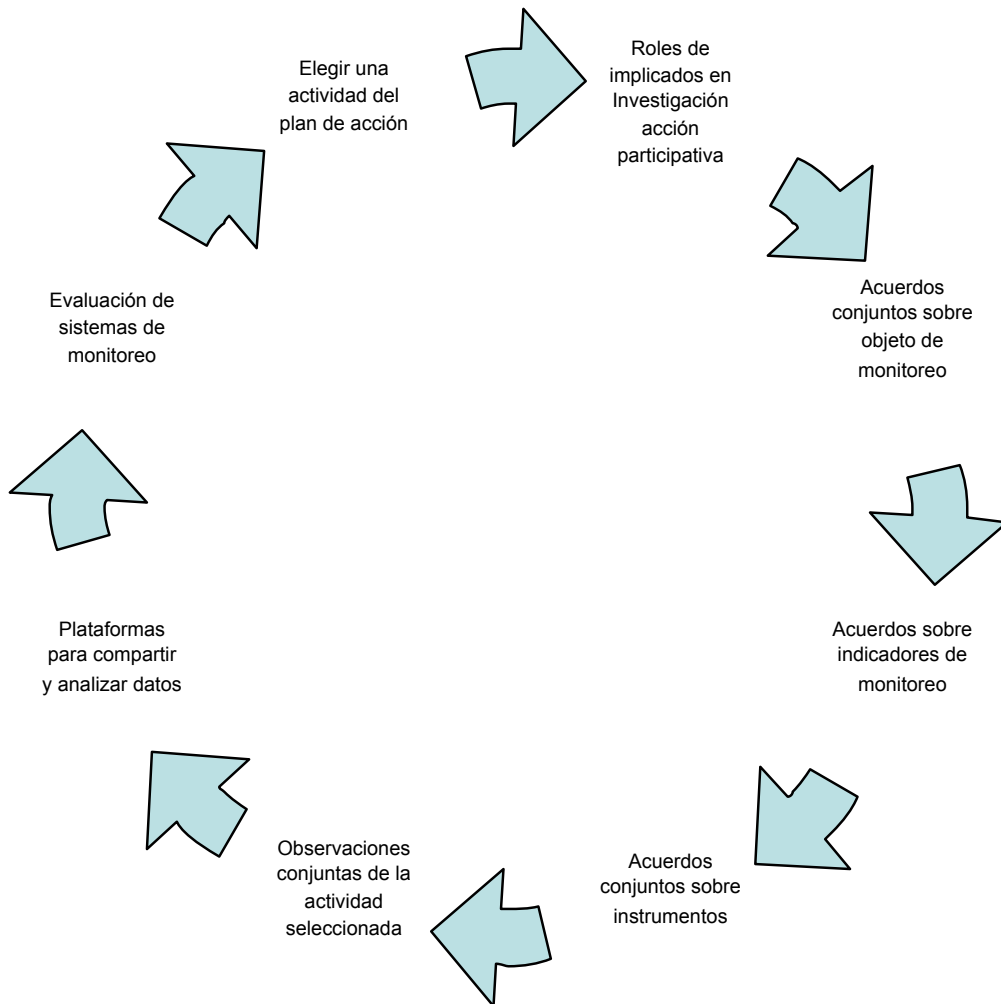 Elegir una
actividad del
plan de acción
Roles de
implicados en
Investigación
acción
participativa
Acuerdos
conjuntos sobre
objeto de
monitoreo
Acuerdos sobre
indicadores de
monitoreo
Acuerdos
conjuntos sobre
instrumentos
Observaciones
conjuntas de la
actividad
seleccionada
Plataformas
para compartir
y analizar datos
Evaluación de
sistemas de
monitoreo